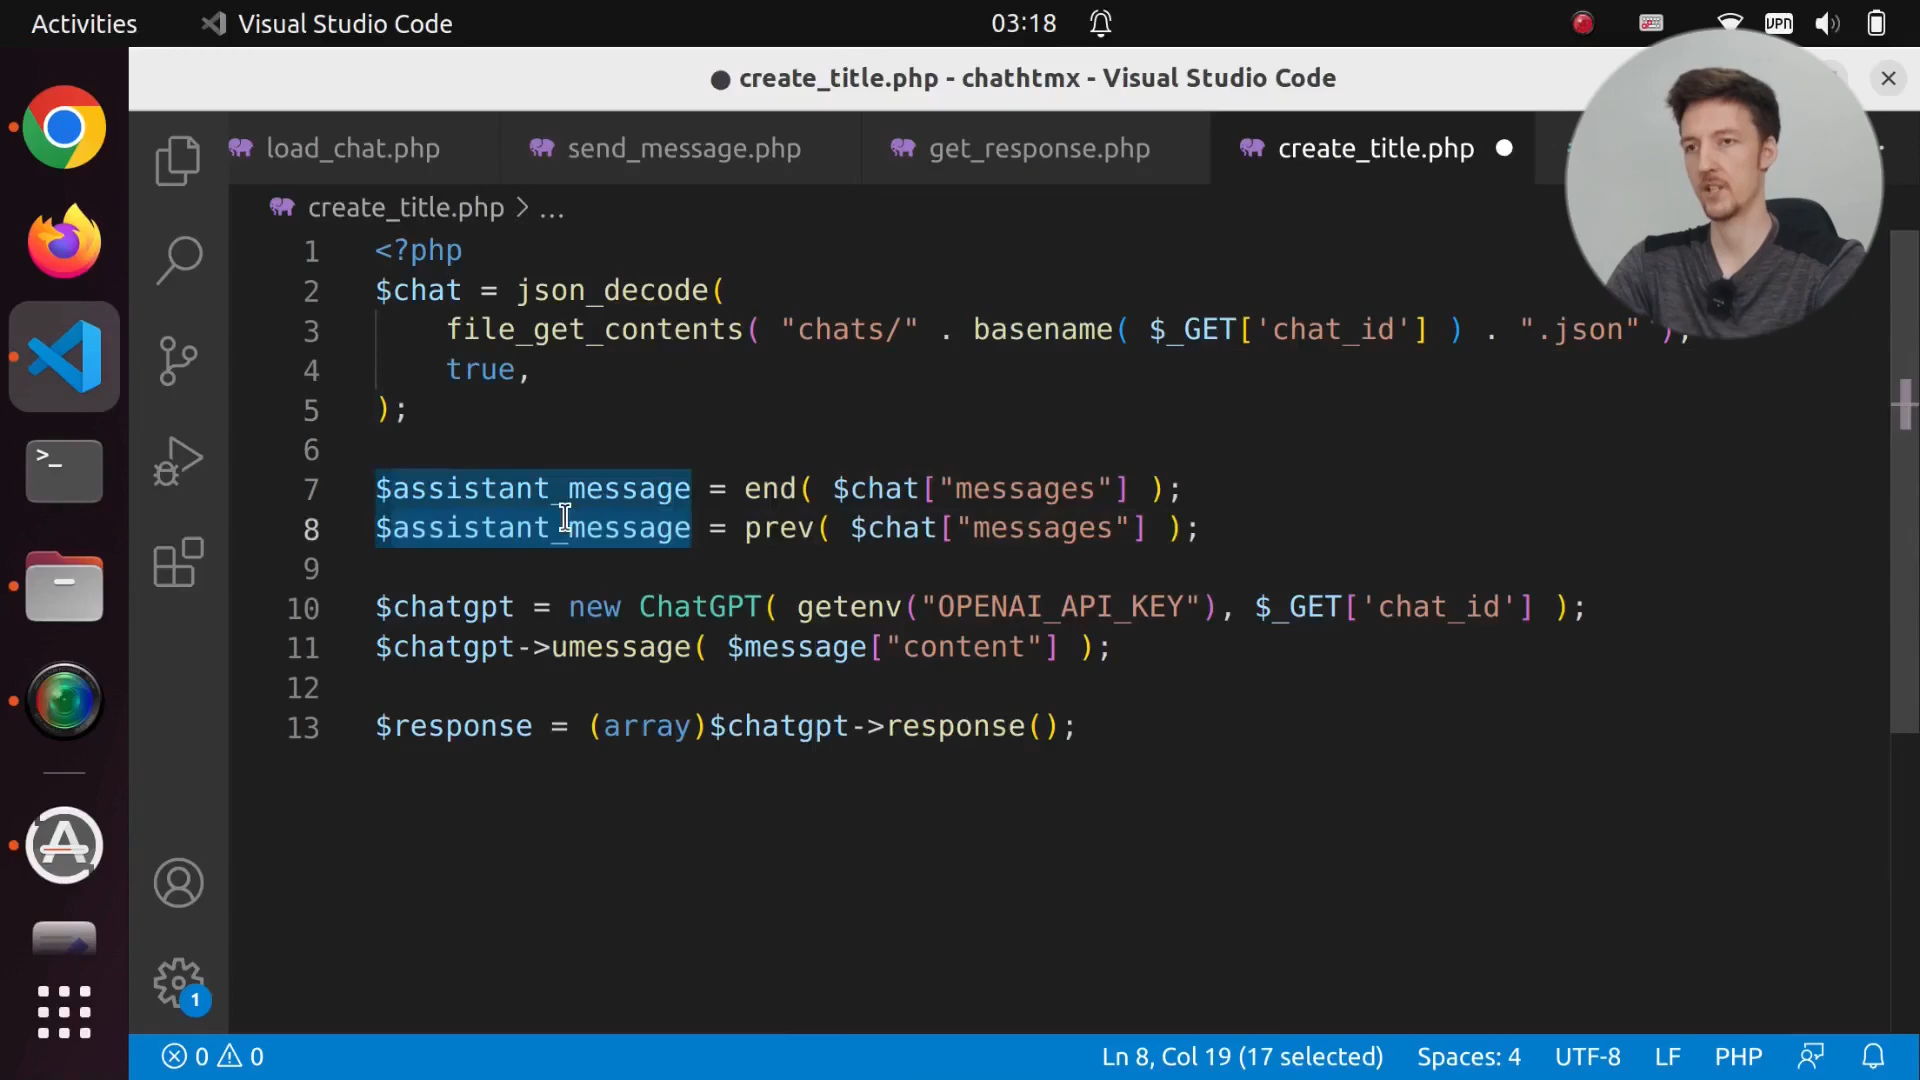 Activities
Visual Studio Code
03:18
VPN
create_title.php - chathtmx - Visual Studio Code
load_chat.php
send_message.php
get_response.php
create_title.php
create_title.php > ...
1 <?php
2 $chat = json_decode(
3 file_get_contents( "chats/" . basename( $_GET['chat_id'] ) . ".json" ),
4 true,
5 );
6
7 $assistant_message = end( $chat["messages"] );
8 $assistant_message = prev( $chat["messages"] );
9
10 $chatgpt = new ChatGPT( getenv("OPENAI_API_KEY"), $_GET['chat_id'] );
11 $chatgpt->umessage( $message["content"] );
12
13 $response = (array)$chatgpt->response();
>_
1
0
0
Ln 8, Col 19 (17 selected)
Spaces: 4
UTF-8
LF
PHP